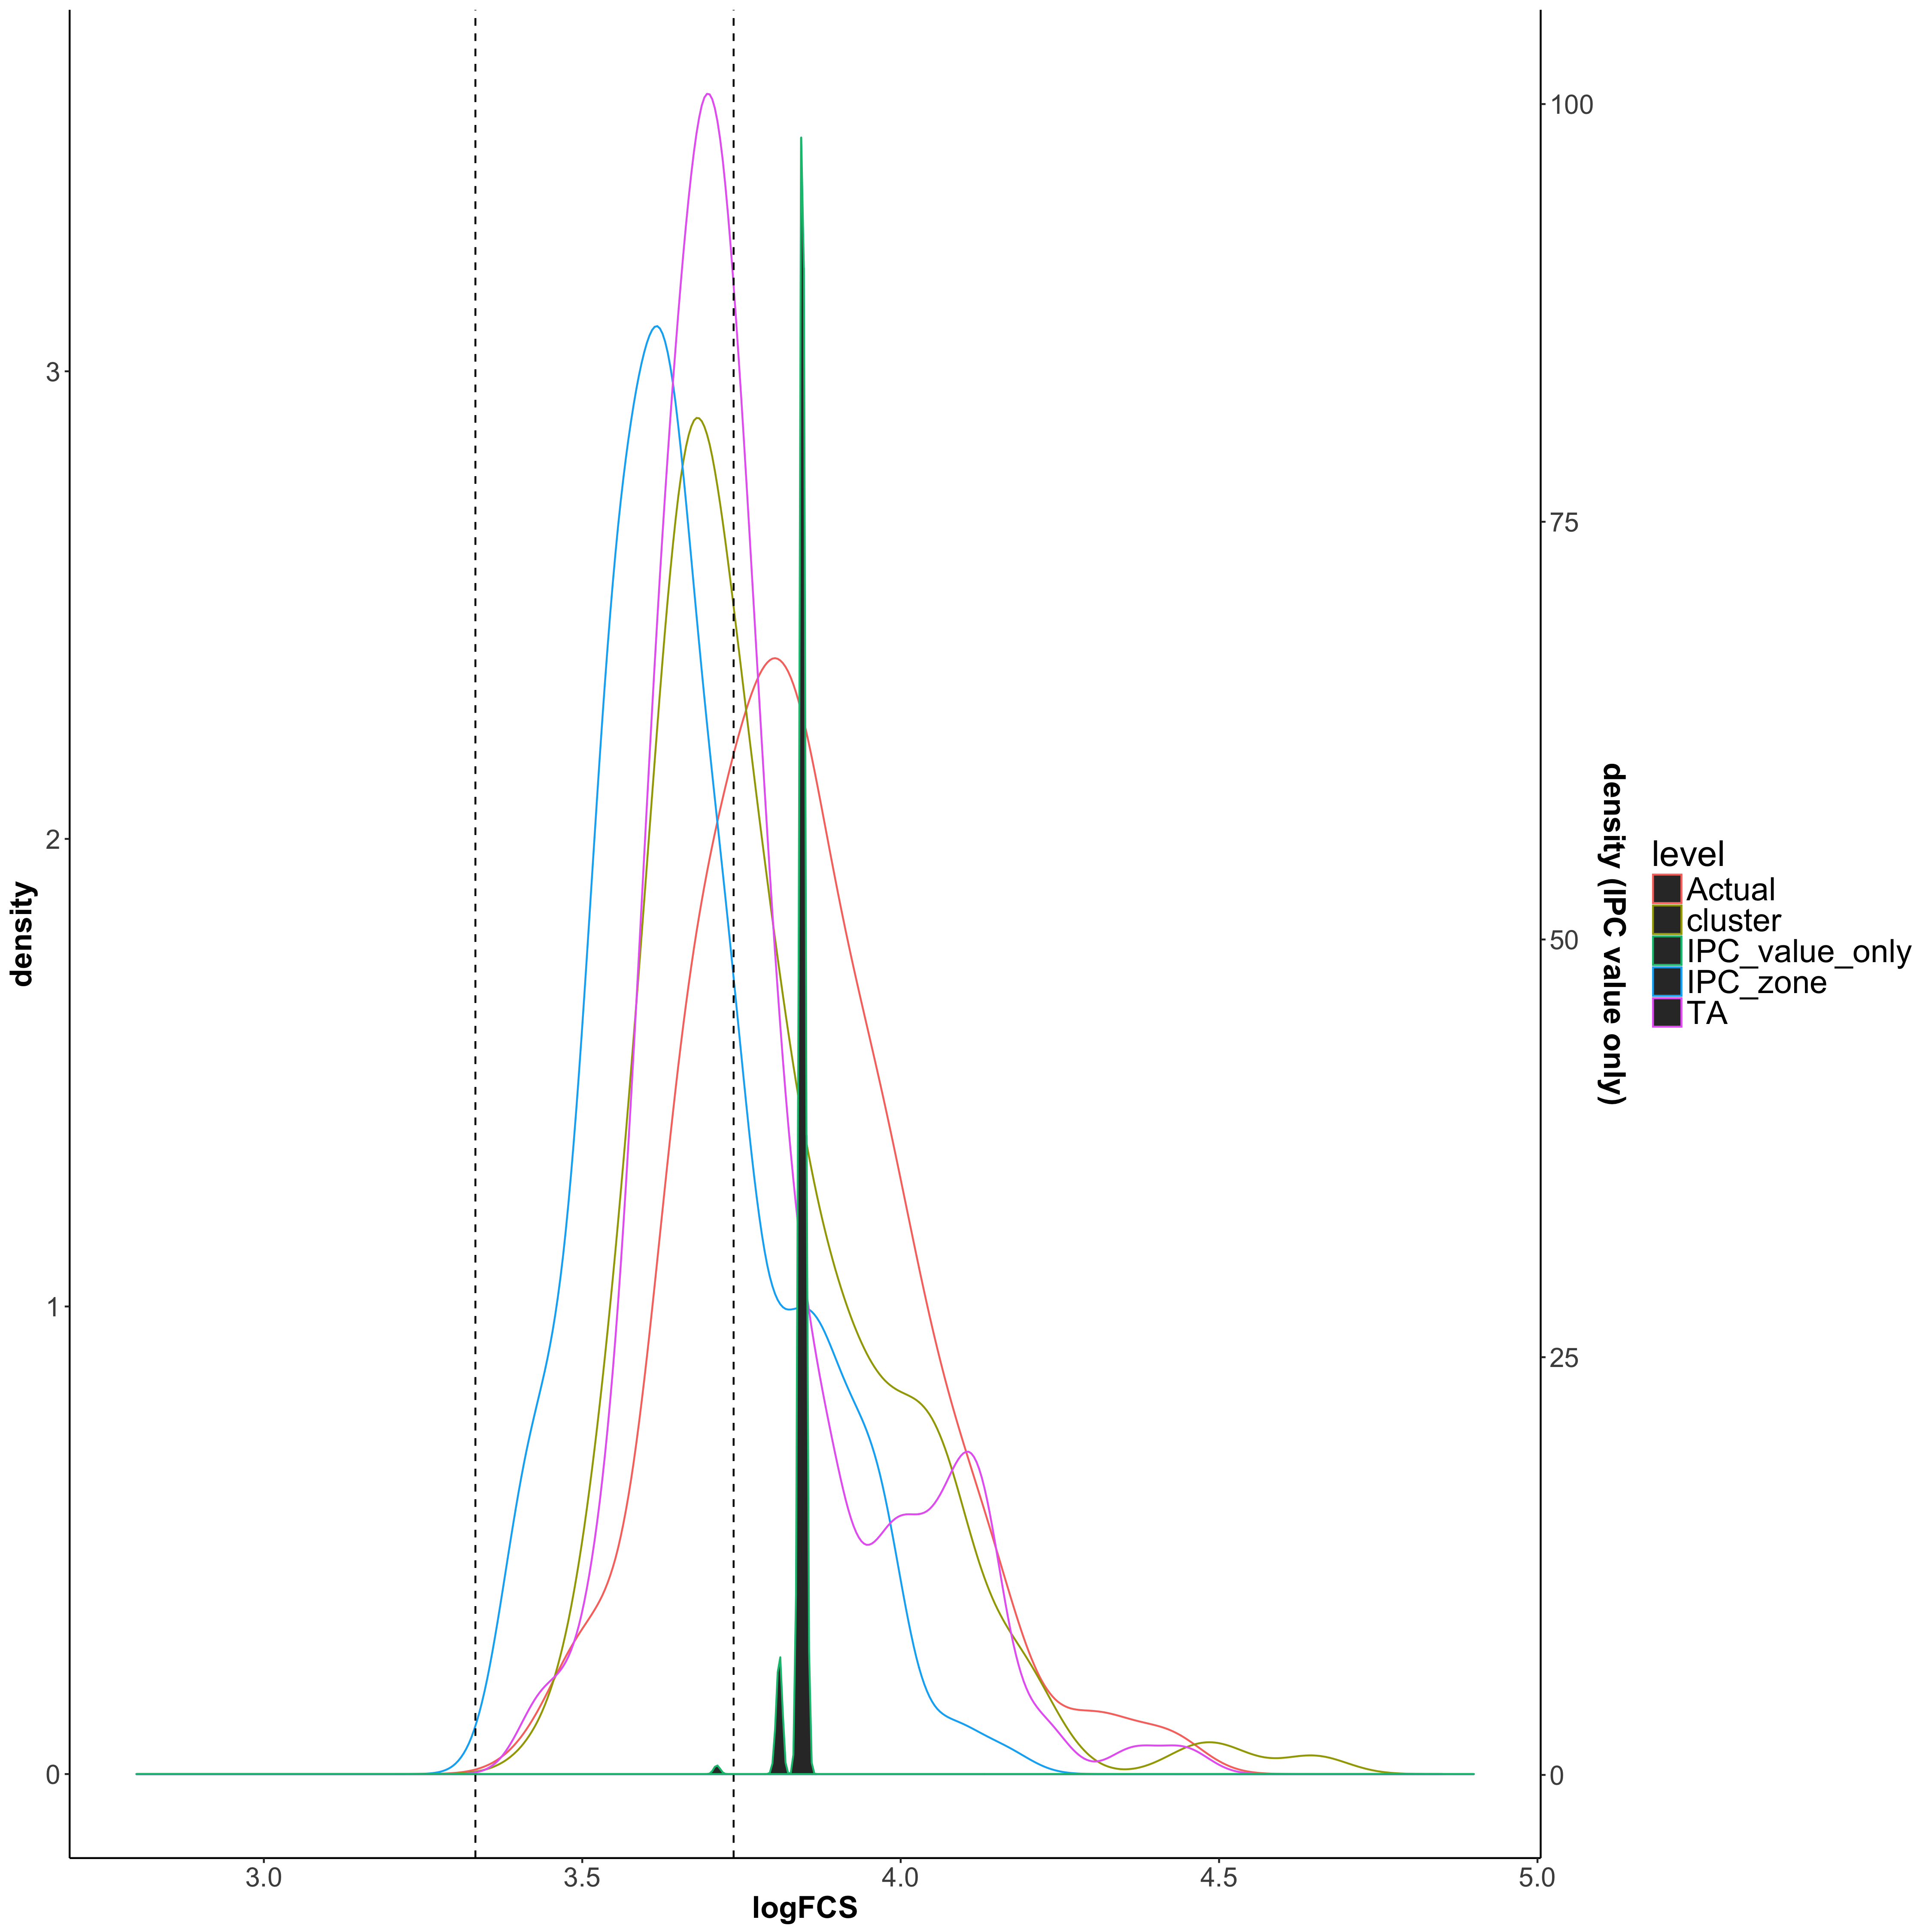 density
3
2
1
0
3.0
3.5
4.0
4.5
5.0
logFCS
100
75
50
25
0
density (IPC value only)
level
Actual
cluster
IPC_value_only
IPC_zone
TA